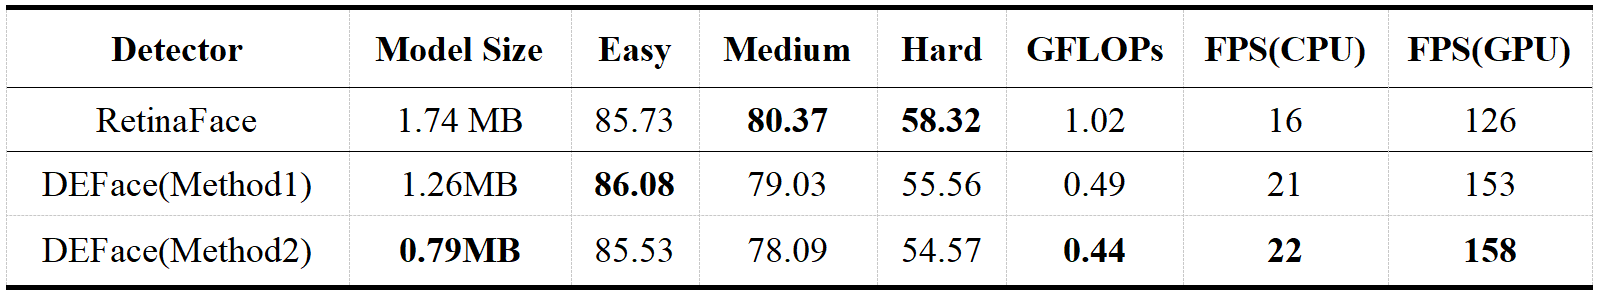 Detector Model Size Easy Medium Hard GFLOPs FPS(CPU) FPS(GPU)
RetinaFace 1.74 MB 85.73 80.37 58.32 1.02 16 126
DEFace(Method1) 1.26MB 86.08 79.03 55.56 0.49 21 153
DEFace(Method2) 0.79MB 85.53 78.09 54.57 0.44 22 158